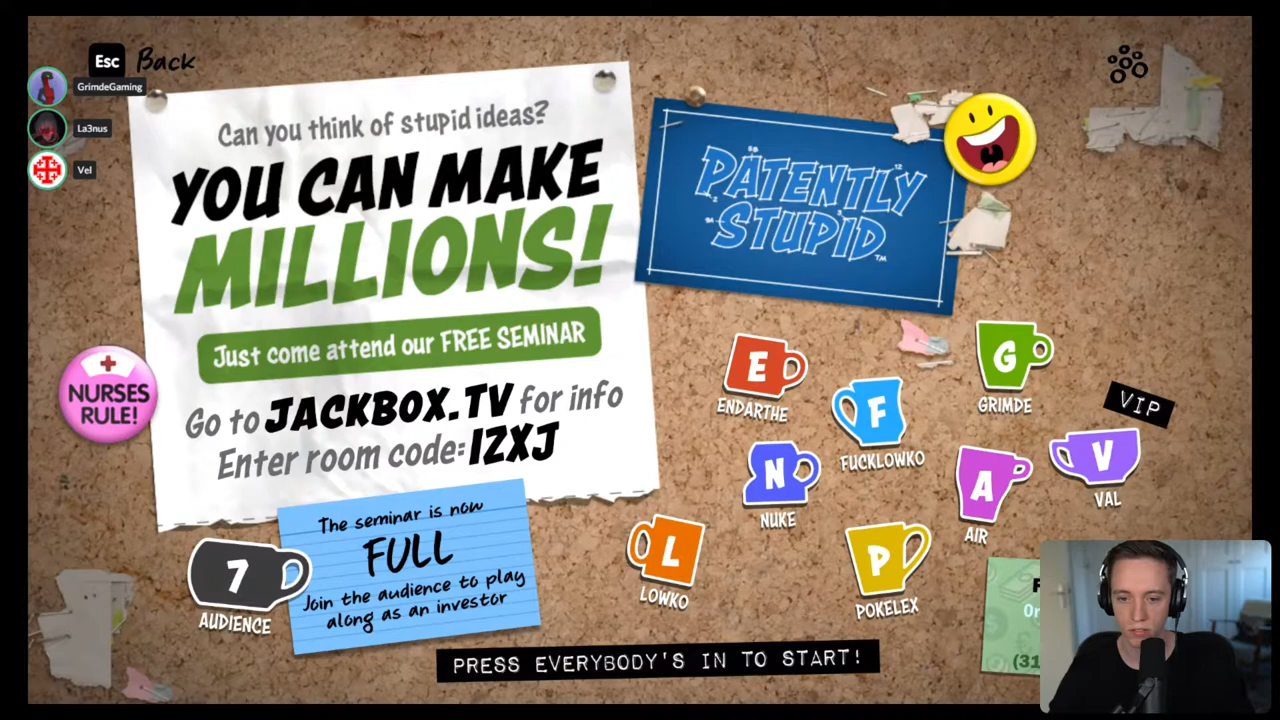 Esc Back
GrimdeGaming
La3nus
Vel
Can you think of stupid ideas?
YOU CAN MAKE
MILLIONS!
Just come attend our FREE SEMINAR
Go to JACKBOX.TV for info
Enter room code: IZXJ
PATENTLY
STUPID™
NURSES
RULE!
The seminar is now
FULL
Join the audience to play
along as an investor
7
AUDIENCE
E
ENDARTHE
F
FUCKLOWKO
G
GRIMDE
VIP
N
NUKE
A
AIR
V
VAL
L
LOWKO
P
POKELEX
PRESS EVERYBODY'S IN TO START!
(31